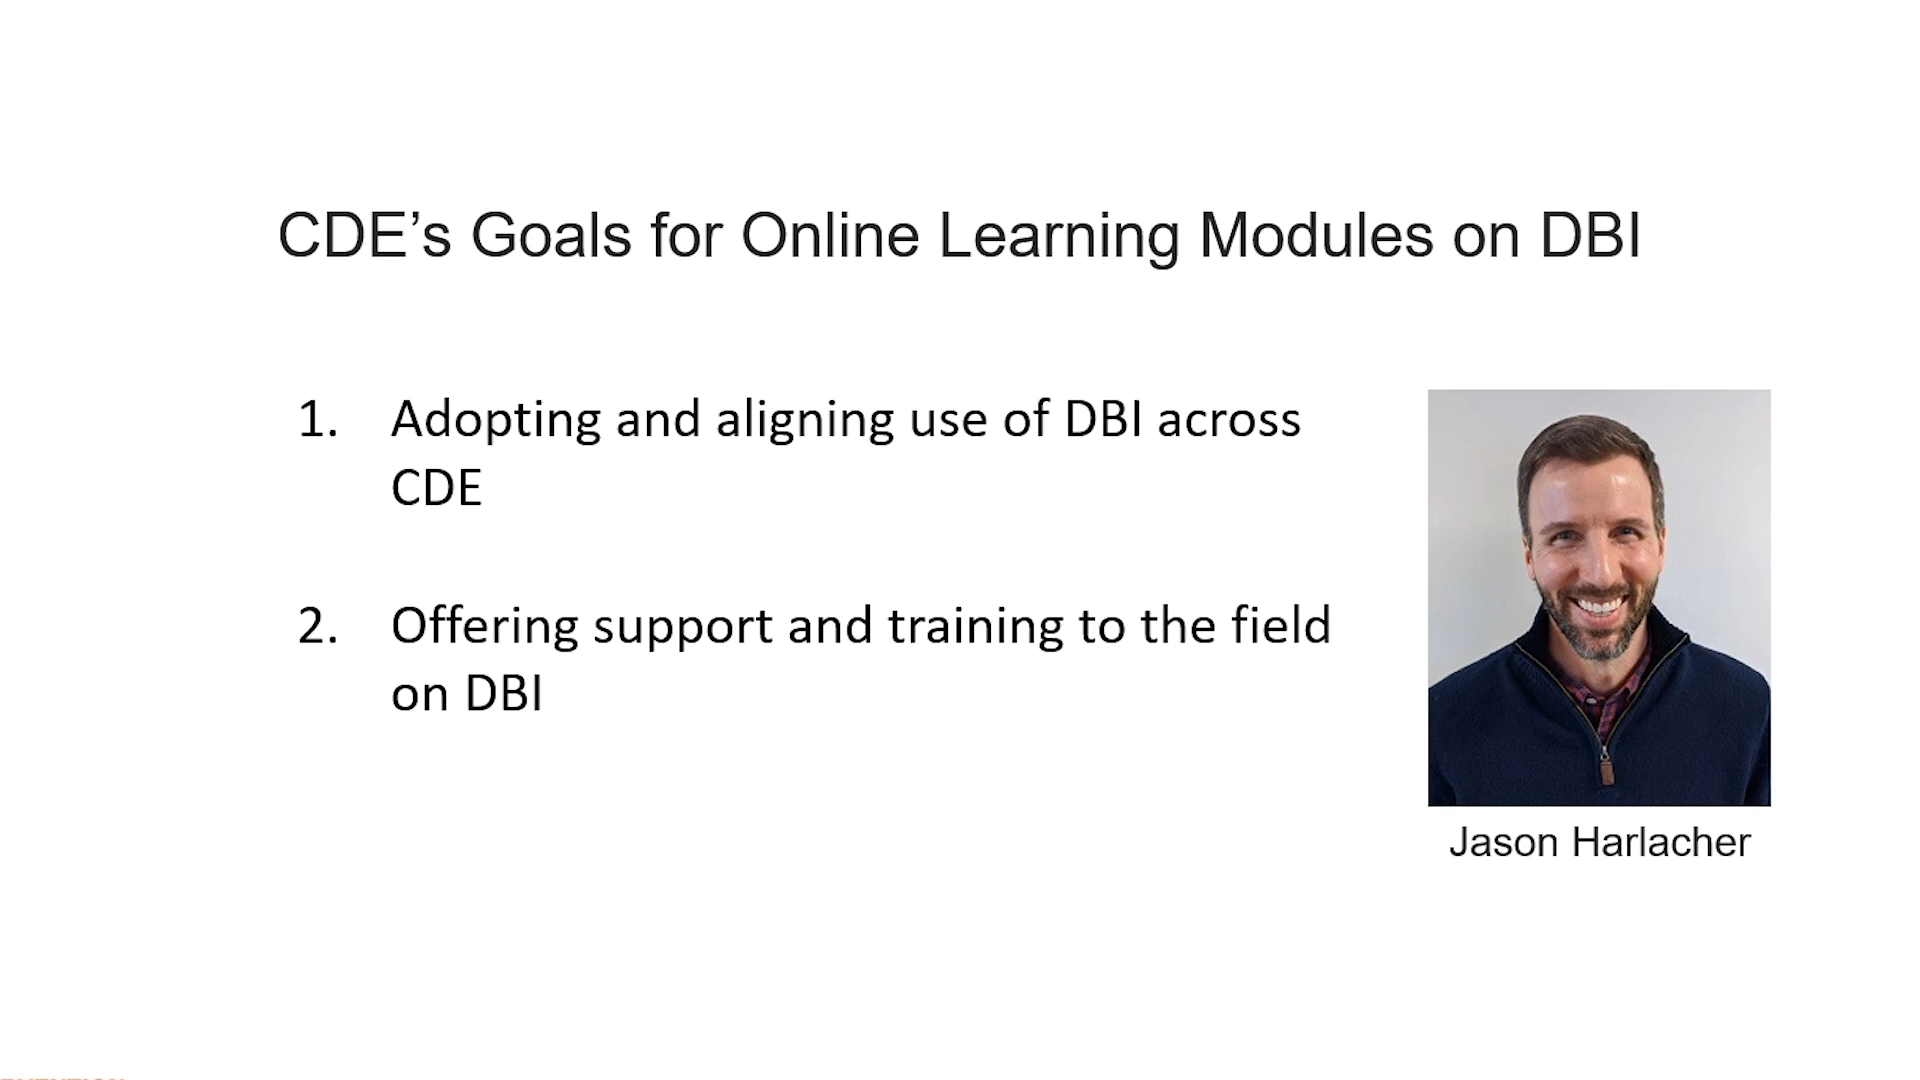 CDE’s Goals for Online Learning Modules on DBI
1. Adopting and aligning use of DBI across
CDE
2. Offering support and training to the field
on DBI
Jason Harlacher